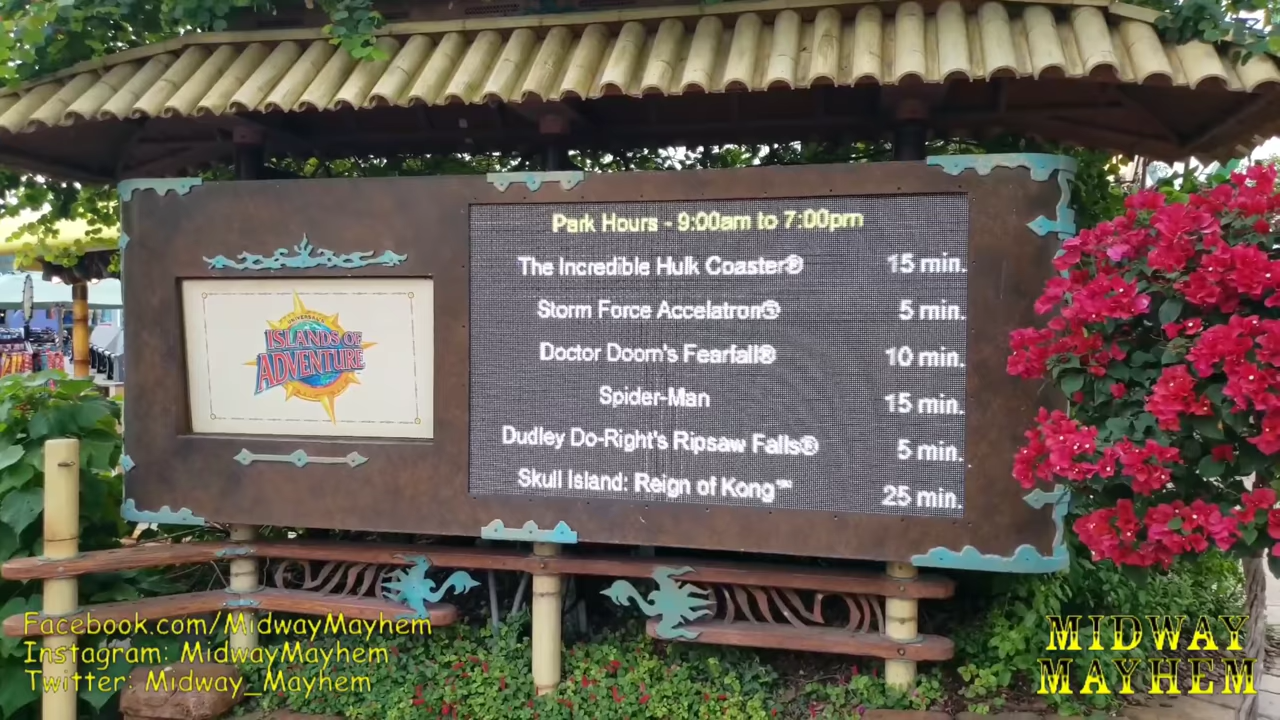 Park Hours - 9:00am to 7:00pm
The Incredible Hulk Coaster® 15 min.
Storm Force Accelatron® 5 min.
Doctor Doom's Fearfall® 10 min.
Spider-Man 15 min.
Dudley Do-Right's Ripsaw Falls® 5 min.
Skull Island: Reign of Kong℠ 25 min.
UNIVERSAL'S
ISLANDS OF
ADVENTURE
Facebook.com/MidwayMayhem
Instagram: MidwayMayhem
Twitter: Midway_Mayhem
MIDWAY
MAYHEM